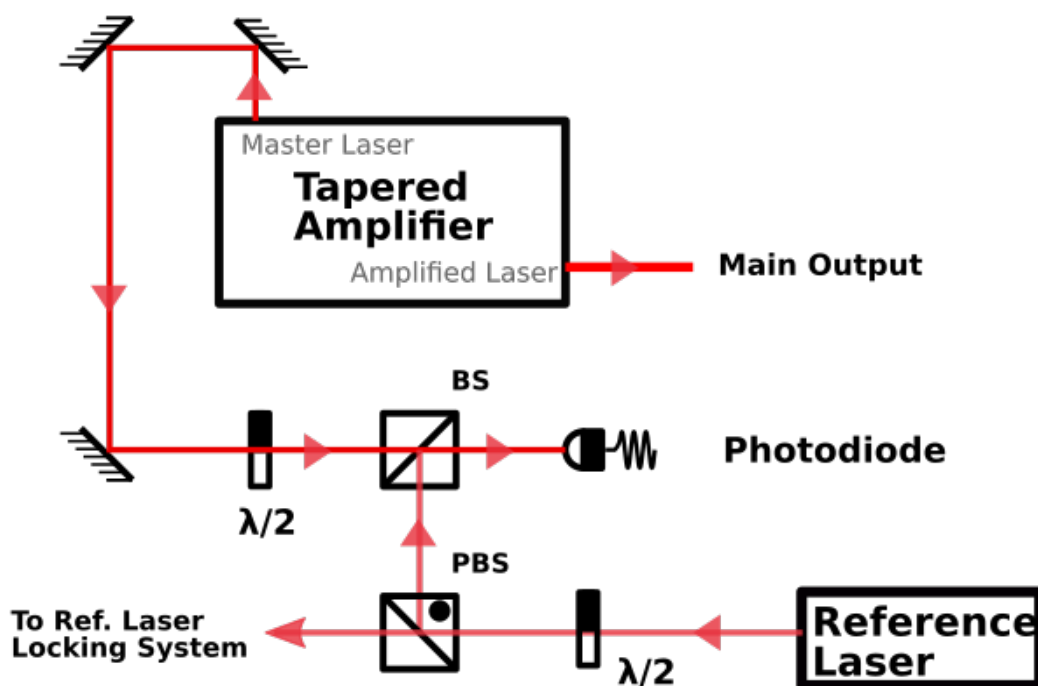 Master Laser
Tapered
Amplifier
Amplified Laser
Main Output
BS
Photodiode
λ/2
PBS
To Ref. Laser
Locking System
λ/2
Reference
Laser